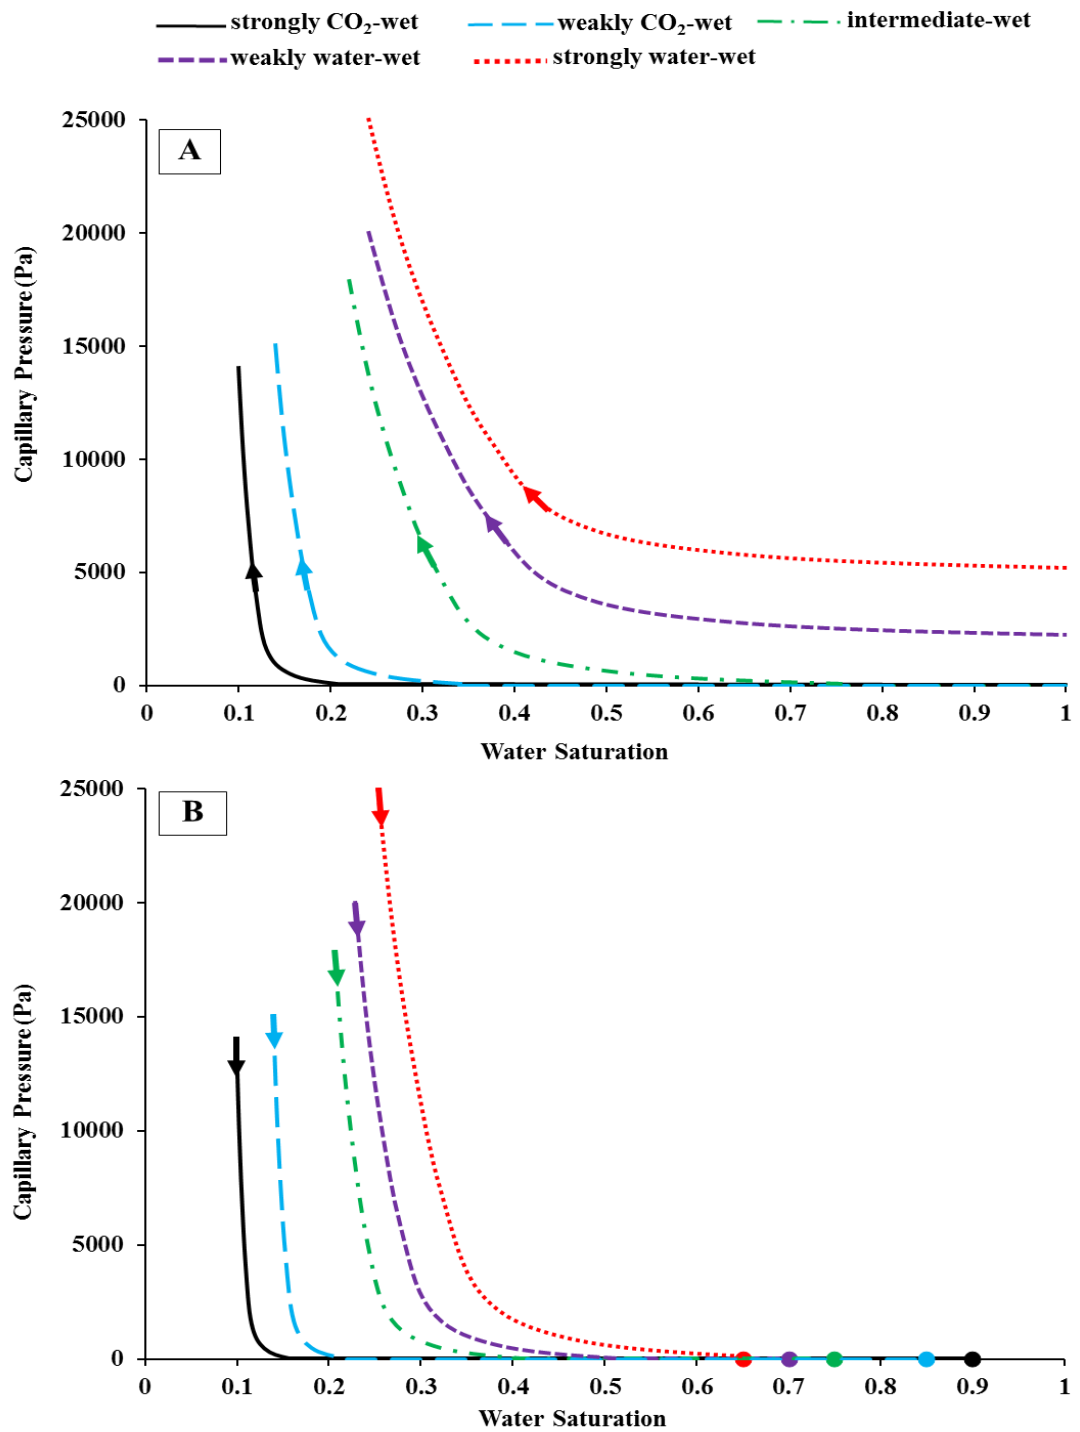 strongly CO₂-wet weakly CO₂-wet intermediate-wet
weakly water-wet strongly water-wet
A
25000
20000
15000
10000
5000
0
Capillary Pressure (Pa)
0 0.1 0.2 0.3 0.4 0.5 0.6 0.7 0.8 0.9 1
Water Saturation
B
25000
20000
15000
10000
5000
0
Capillary Pressure (Pa)
0 0.1 0.2 0.3 0.4 0.5 0.6 0.7 0.8 0.9 1
Water Saturation